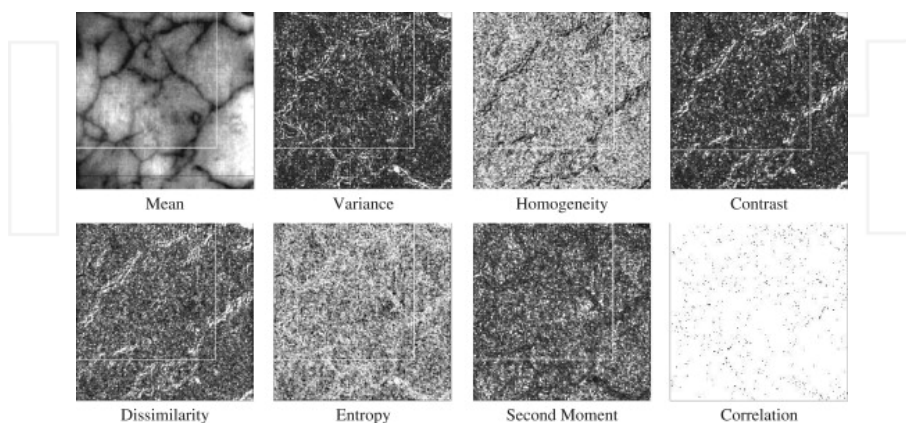 Mean Variance Homogeneity Contrast
Dissimilarity Entropy Second Moment Correlation